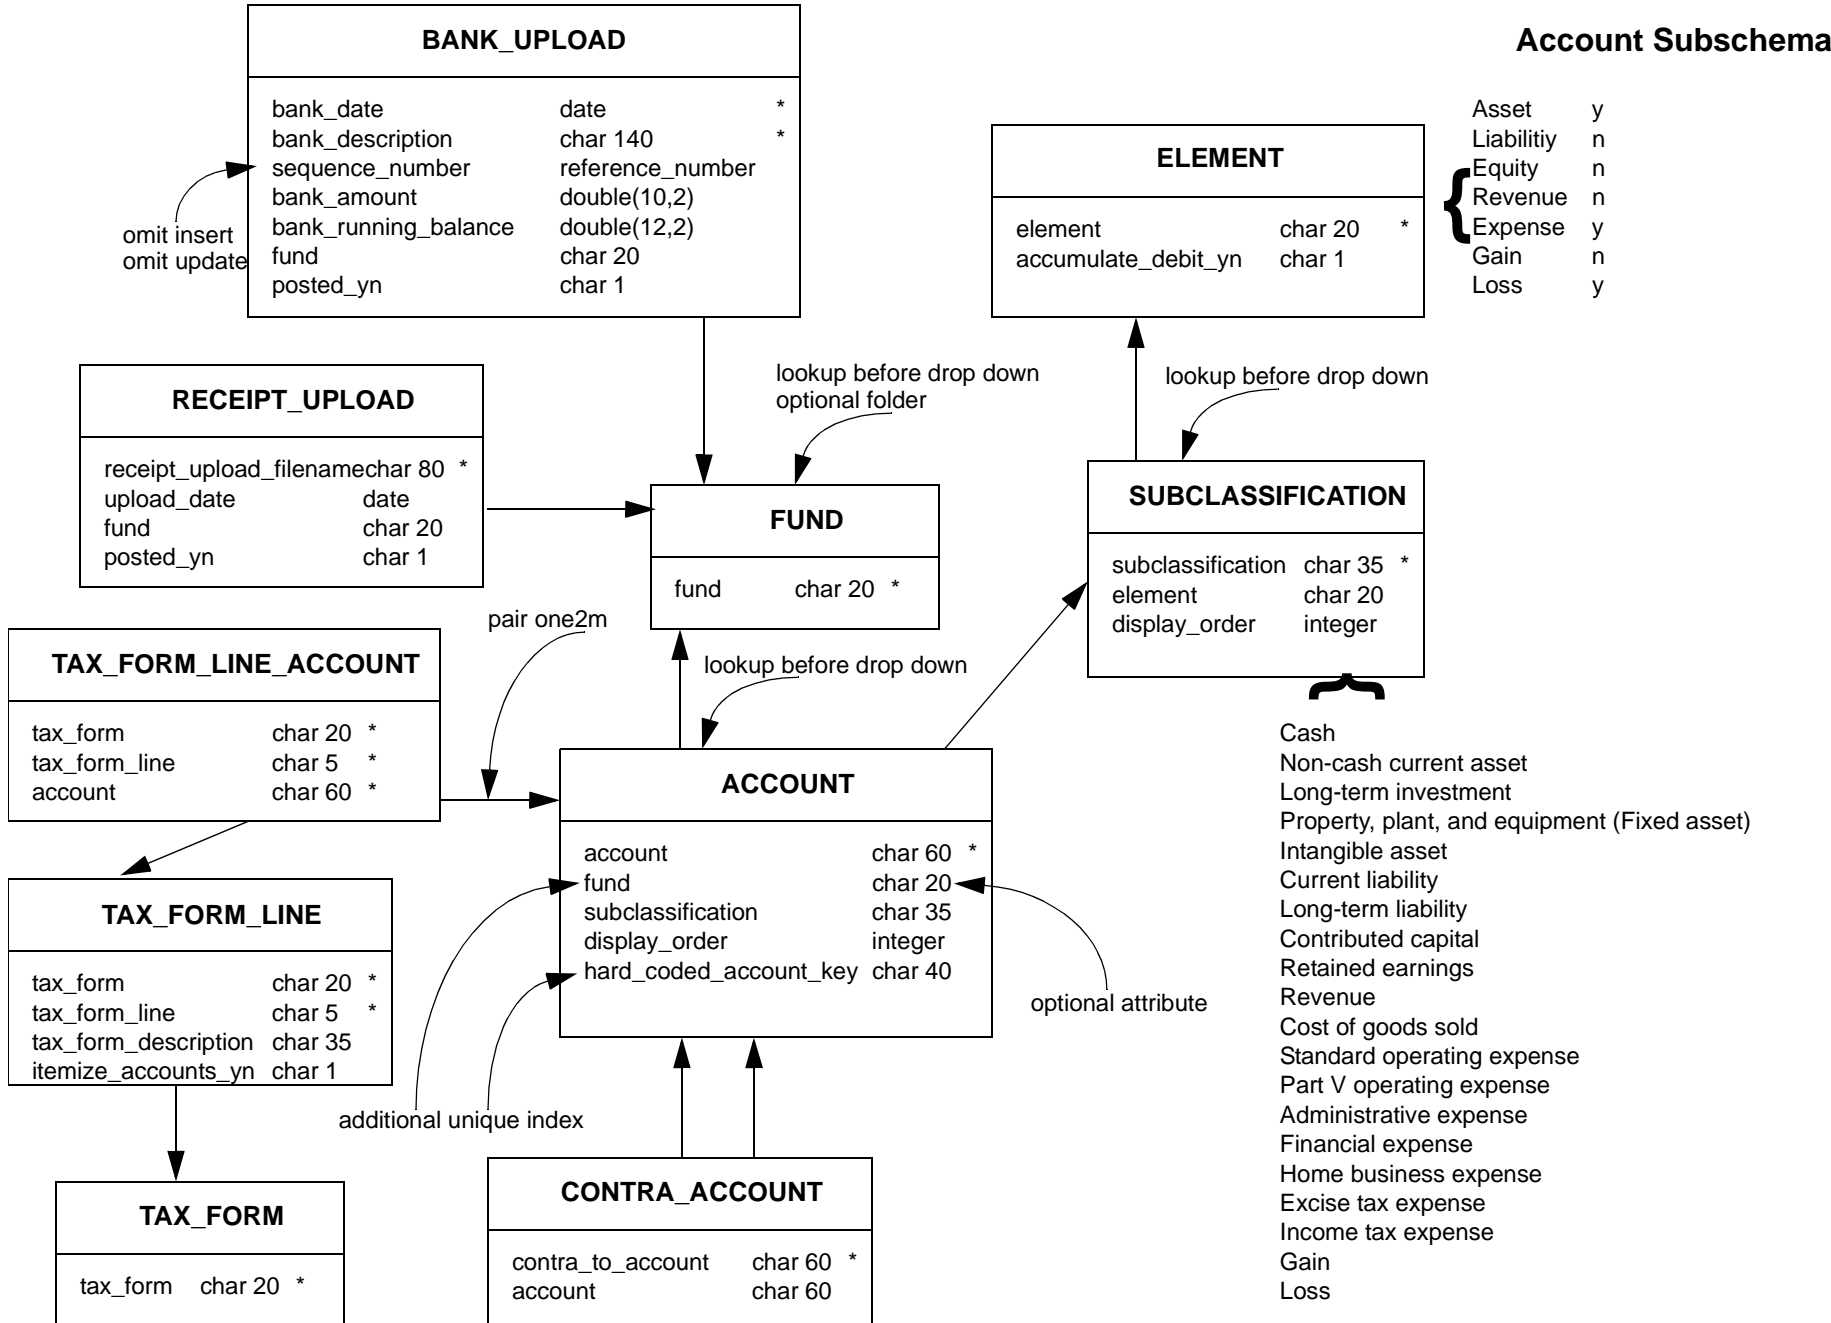 Account Subschema
BANK_UPLOAD
bank_date date *
bank_description char 140 *
sequence_number reference_number
bank_amount double(10,2)
bank_running_balance double(12,2)
fund char 20
posted_yn char 1
omit insert
omit update
ELEMENT
element char 20 *
accumulate_debit_yn char 1
Asset y
Liabilitiy n
{ Equity n
Revenue n
Expense y
Gain n
Loss y
RECEIPT_UPLOAD
receipt_upload_filenamechar 80 *
upload_date date
fund char 20
posted_yn char 1
lookup before drop down
optional folder
lookup before drop down
FUND
fund char 20 *
SUBCLASSIFICATION
subclassification char 35 *
element char 20
display_order integer
pair one2m
lookup before drop down
TAX_FORM_LINE_ACCOUNT
tax_form char 20 *
tax_form_line char 5 *
account char 60 *
{
Cash
Non-cash current asset
Long-term investment
Property, plant, and equipment (Fixed asset)
Intangible asset
Current liability
Long-term liability
Contributed capital
Retained earnings
Revenue
Cost of goods sold
Standard operating expense
Part V operating expense
Administrative expense
Financial expense
Home business expense
Excise tax expense
Income tax expense
Gain
Loss
ACCOUNT
account char 60 *
fund char 20
subclassification char 35
display_order integer
hard_coded_account_key char 40
optional attribute
additional unique index
TAX_FORM_LINE
tax_form char 20 *
tax_form_line char 5 *
tax_form_description char 35
itemize_accounts_yn char 1
TAX_FORM
tax_form char 20 *
CONTRA_ACCOUNT
contra_to_account char 60 *
account char 60